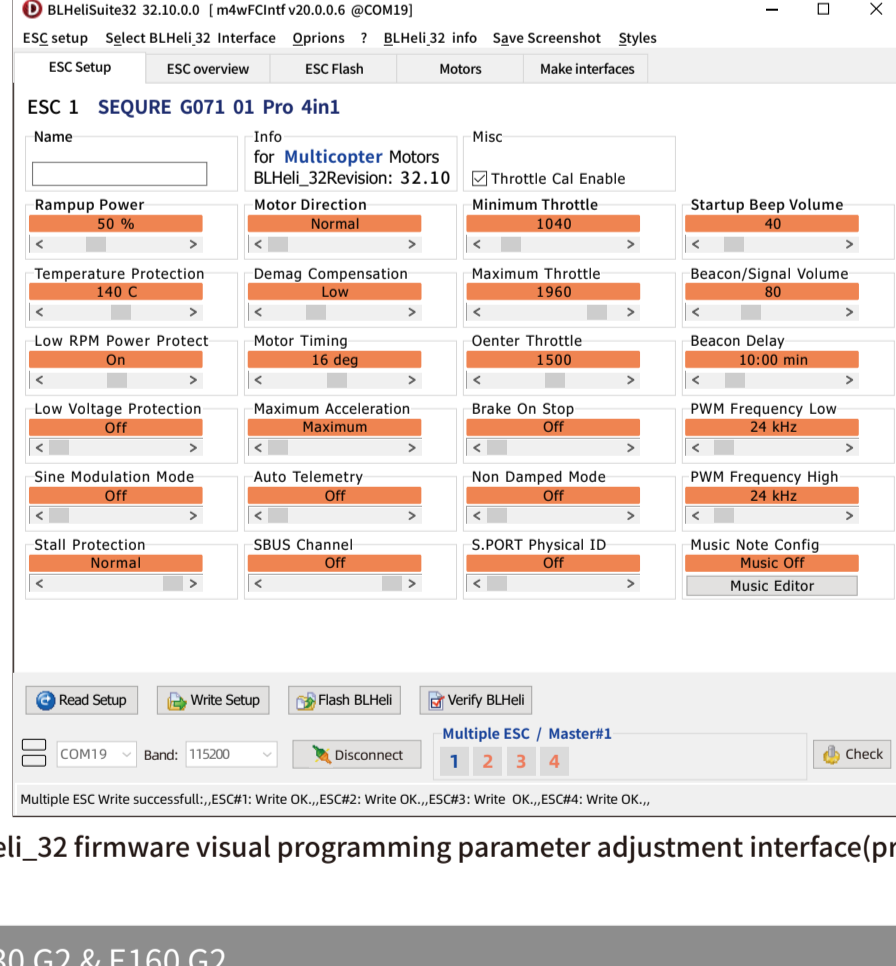 BLHeliSuite32 32.10.0.0 [ m4wFCIntf v20.0.0.6 @COM19]
ESC setup Select BLHeli_32 Interface Oprions ? BLHeli_32 info Save Screenshot Styles
ESC Setup ESC overview ESC Flash Motors Make interfaces
ESC 1 SEQURE G071 01 Pro 4in1
Name Info Misc
for Multicopter Motors
BLHeli_32Revision: 32.10 Throttle Cal Enable
Rampup Power Motor Direction Minimum Throttle Startup Beep Volume
50 % Normal 1040 40
Temperature Protection Demag Compensation Maximum Throttle Beacon/Signal Volume
140 C Low 1960 80
Low RPM Power Protect Motor Timing Oenter Throttle Beacon Delay
On 16 deg 1500 10:00 min
Low Voltage Protection Maximum Acceleration Brake On Stop PWM Frequency Low
Off Maximum Off 24 kHz
Sine Modulation Mode Auto Telemetry Non Damped Mode PWM Frequency High
Off Off Off 24 kHz
Stall Protection SBUS Channel S.PORT Physical ID Music Note Config
Normal Off Off Music Off
Music Editor
Read Setup Write Setup Flash BLHeli Verify BLHeli
Multiple ESC / Master#1
COM19 Band: 115200 Disconnect 1 2 3 4 Check
Multiple ESC Write successfull:,,ESC#1: Write OK.,,ESC#2: Write OK.,,ESC#3: Write OK.,,ESC#4: Write OK.,,
eli_32 firmware visual programming parameter adjustment interface(pr